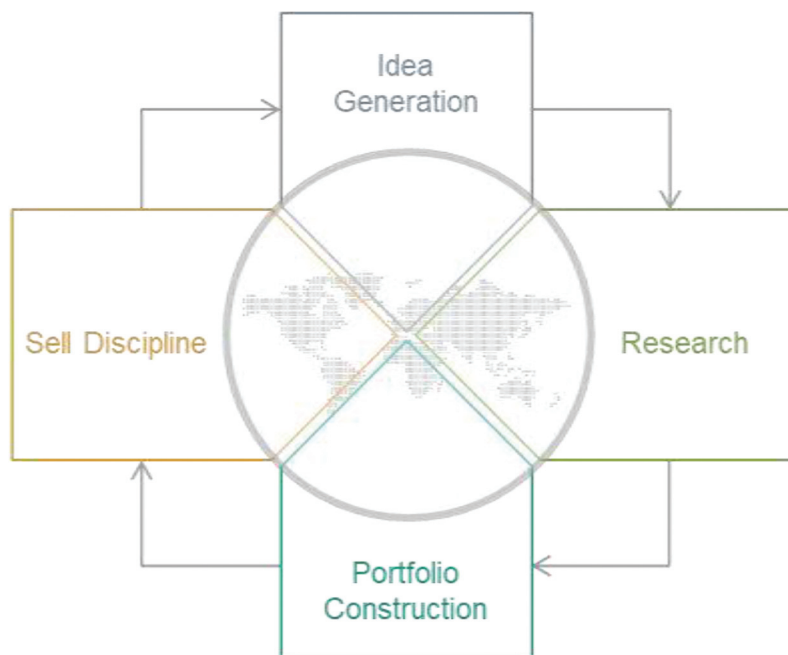 Idea
Generation
Sell Discipline
Research
Portfolio
Construction